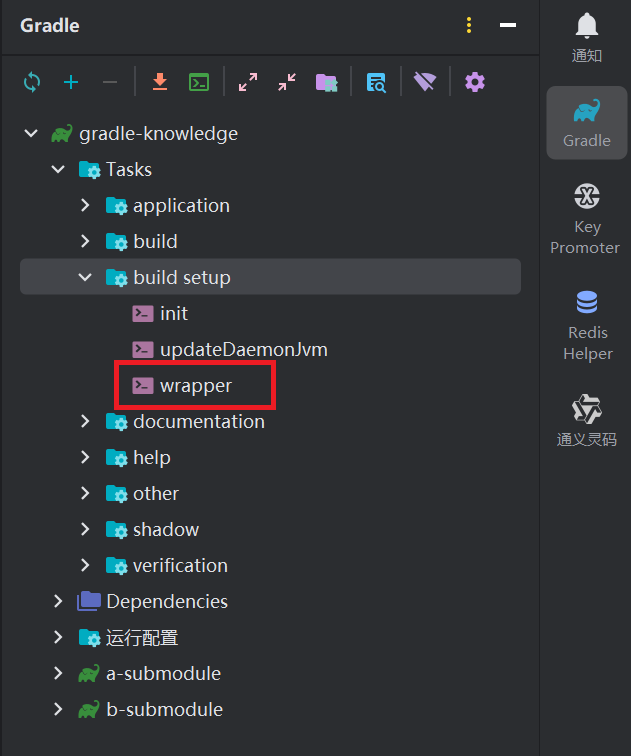 Gradle
gradle-knowledge
Tasks
application
build
build setup
init
updateDaemonJvm
wrapper
documentation
help
other
shadow
verification
Dependencies
运行配置
a-submodule
b-submodule
通知
Gradle
Key
Promoter
Redis
Helper
通义灵码